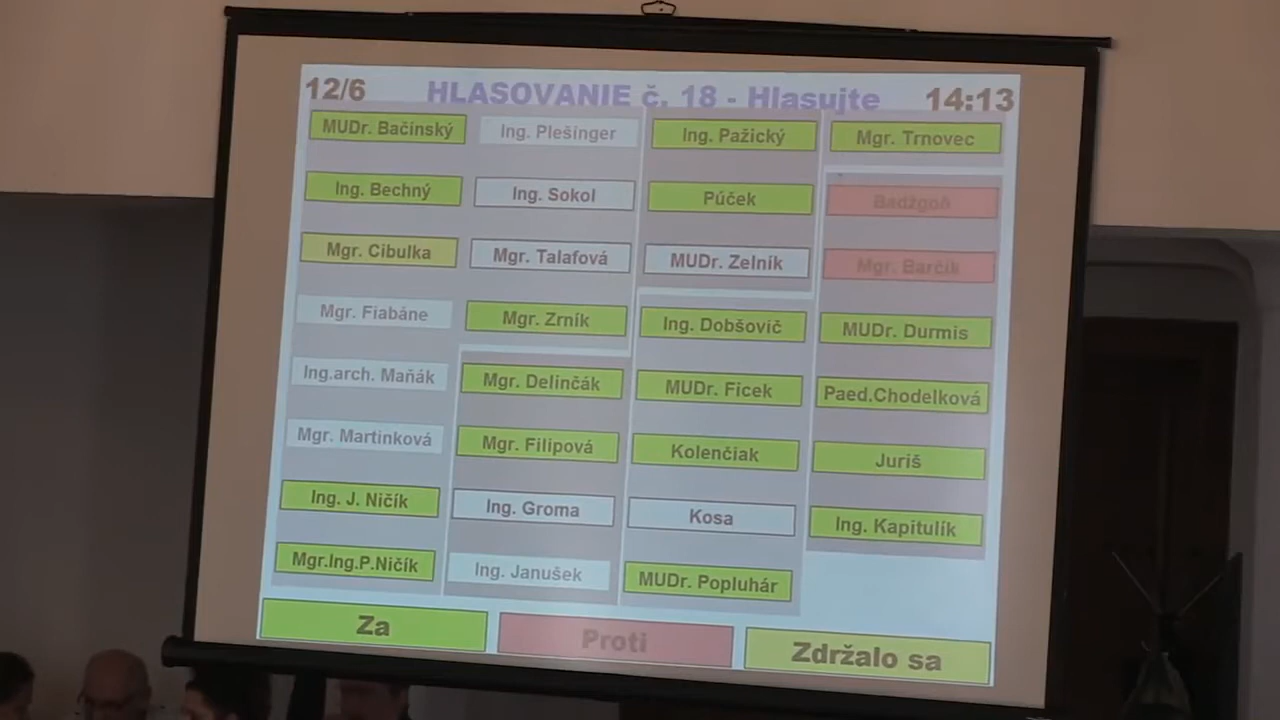 12/6 HLASOVANIE č. 18 - Hlasujte 14:13
MUDr. Bačinský Ing. Plešinger Ing. Pažický Mgr. Trnovec
Ing. Bechný Ing. Sokol Púček Badžgoň
Mgr. Cibulka Mgr. Talafová MUDr. Zelník Mgr. Barčík
Mgr. Fiabáne Mgr. Zrník Ing. Dobšovič MUDr. Durmis
Ing.arch. Maňák Mgr. Delinčák MUDr. Ficek Paed.Chodelková
Mgr. Martinková Mgr. Filipová Kolenčiak Juriš
Ing. J. Ničík Ing. Groma Kosa Ing. Kapitulík
Mgr.Ing.P.Ničík Ing. Janušek MUDr. Popluhár
Za Proti Zdržalo sa